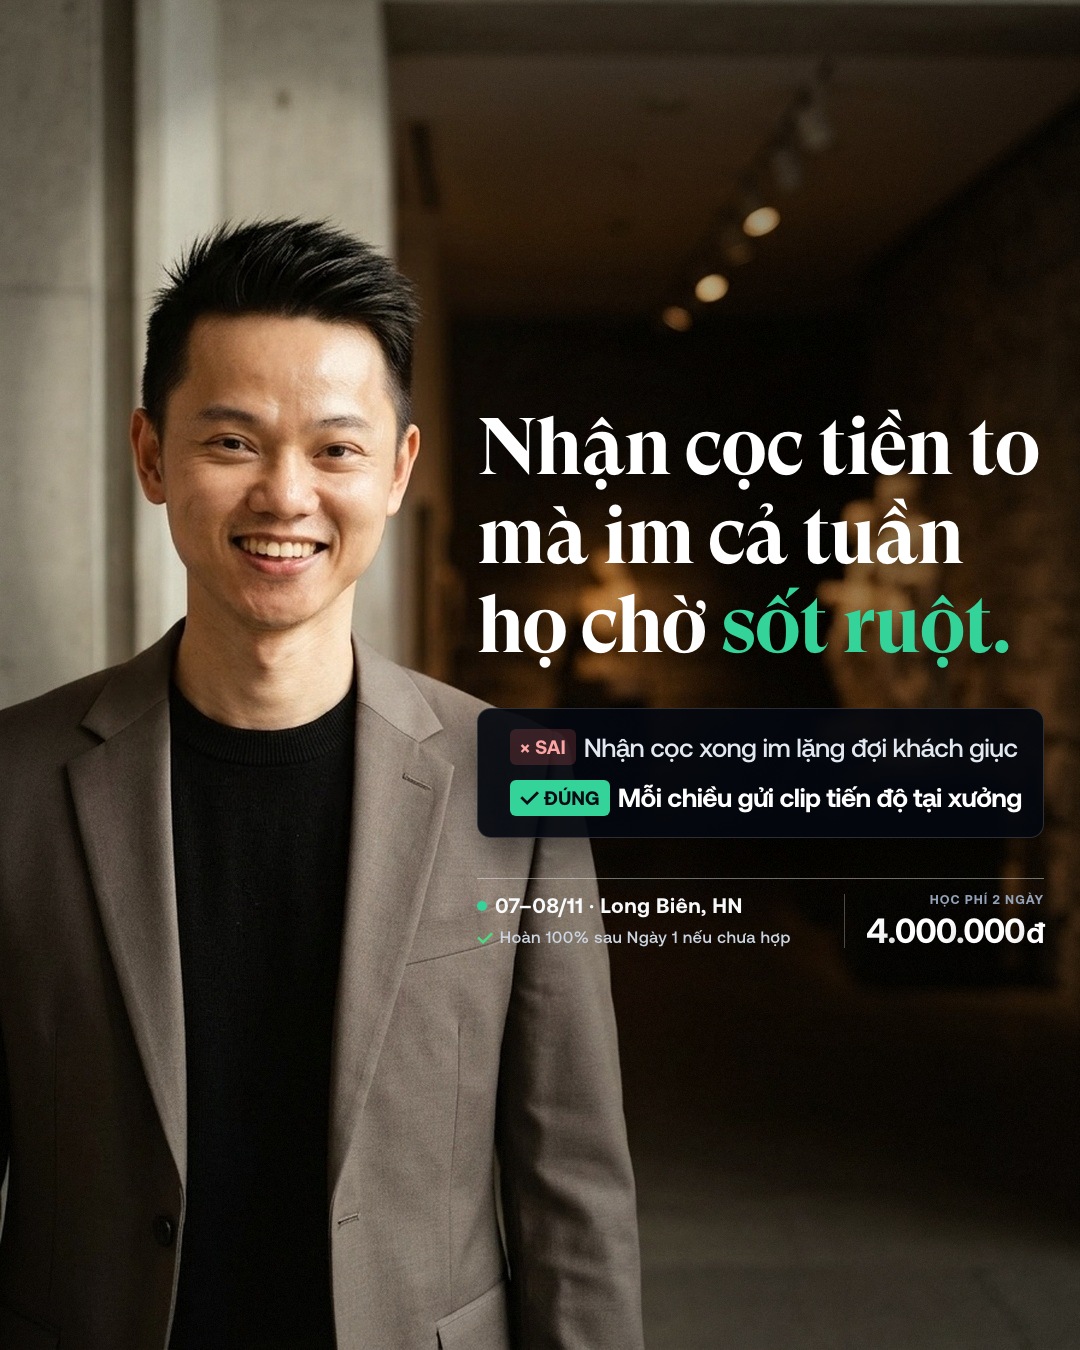 Nhận cọc tiền to
mà im cả tuần
họ chờ sốt ruột.
× SAI Nhận cọc xong im lặng đợi khách giục
✓ ĐÚNG Mỗi chiều gửi clip tiến độ tại xưởng
07–08/11 · Long Biên, HN
✓ Hoàn 100% sau Ngày 1 nếu chưa hợp
HỌC PHÍ 2 NGÀY
4.000.000đ